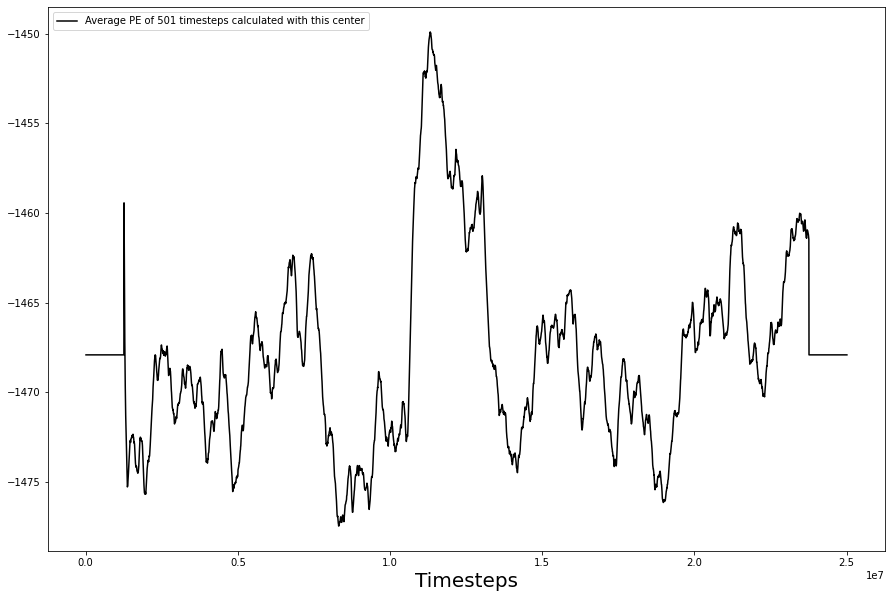 Average PE of 501 timesteps calculated with this center
−1450
−1455
−1460
−1465
−1470
−1475
0.0 0.5 1.0 1.5 2.0 2.5
1e7
Timesteps